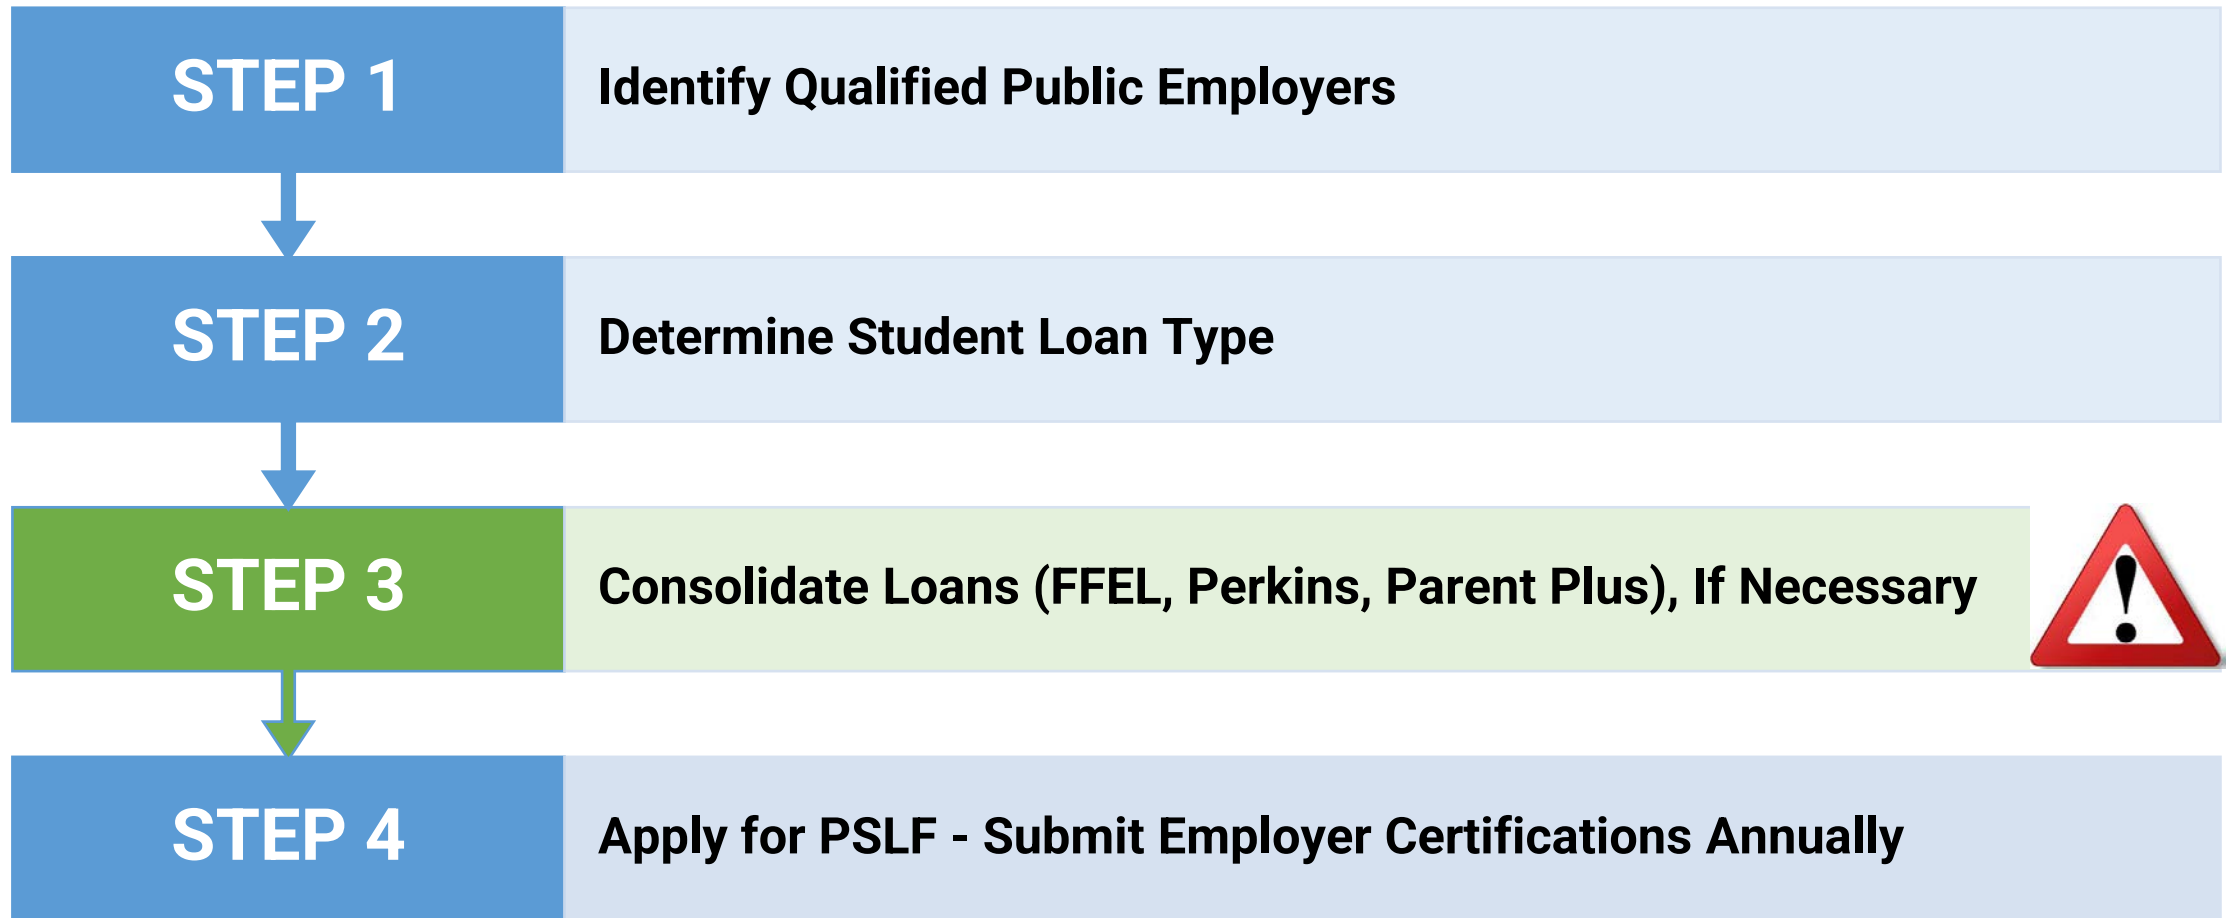 STEP 1
Identify Qualified Public Employers
STEP 2
Determine Student Loan Type
STEP 3
Consolidate Loans (FFEL, Perkins, Parent Plus), If Necessary
STEP 4
Apply for PSLF - Submit Employer Certifications Annually